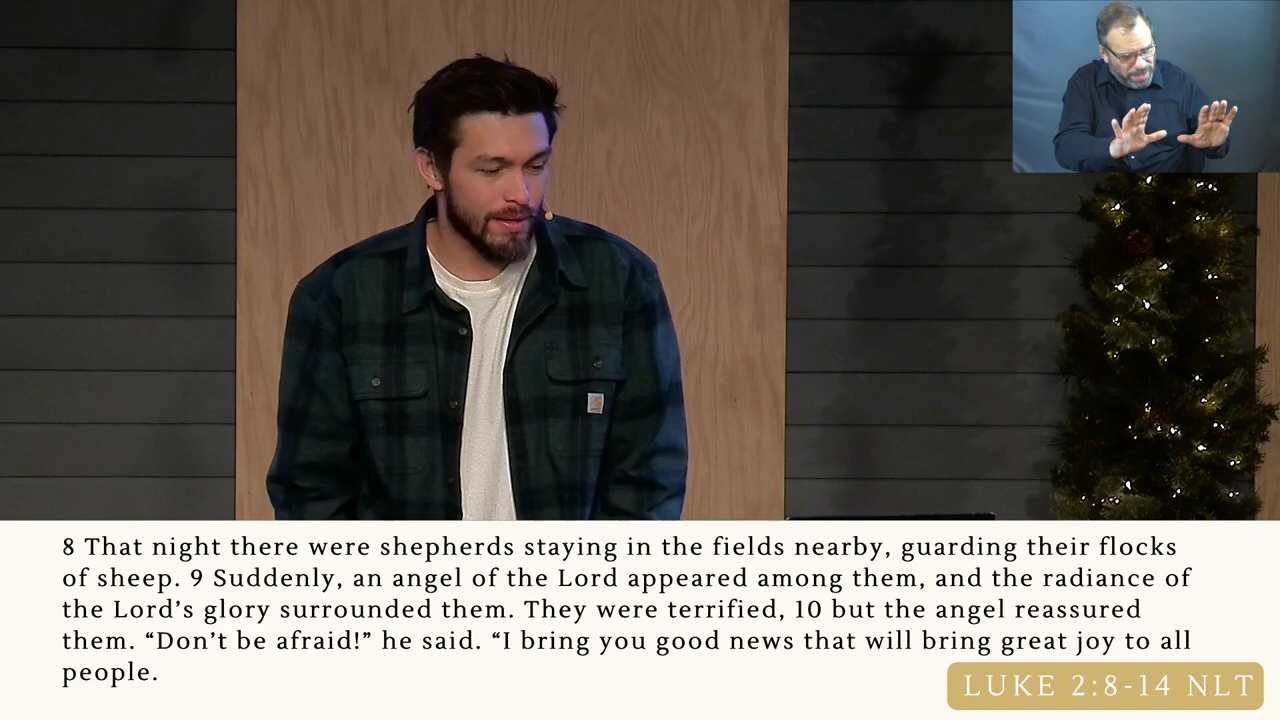 8 That night there were shepherds staying in the fields nearby, guarding their flocks
of sheep. 9 Suddenly, an angel of the Lord appeared among them, and the radiance of
the Lord’s glory surrounded them. They were terrified, 10 but the angel reassured
them. “Don’t be afraid!” he said. “I bring you good news that will bring great joy to all
people.
LUKE 2:8-14 NLT